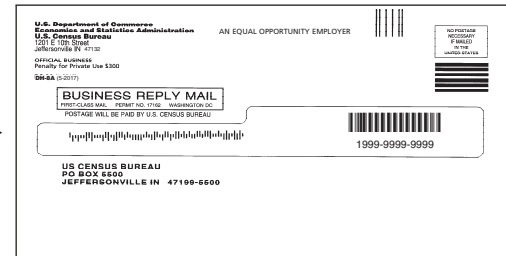 U.S. Department of Commerce
Economics and Statistics Administration
U.S. Census Bureau
1201 E 10th Street
Jeffersonville IN 47132
OFFICIAL BUSINESS
Penalty for Private Use $300
DH-8A (5-2017)
AN EQUAL OPPORTUNITY EMPLOYER
NO POSTAGE
NECESSARY
IF MAILED
IN THE
UNITED STATES
BUSINESS REPLY MAIL
FIRST-CLASS MAIL PERMIT NO. 17162 WASHINGTON DC
POSTAGE WILL BE PAID BY U.S. CENSUS BUREAU
1999-9999-9999
US CENSUS BUREAU
PO BOX 5500
JEFFERSONVILLE IN 47199-5500